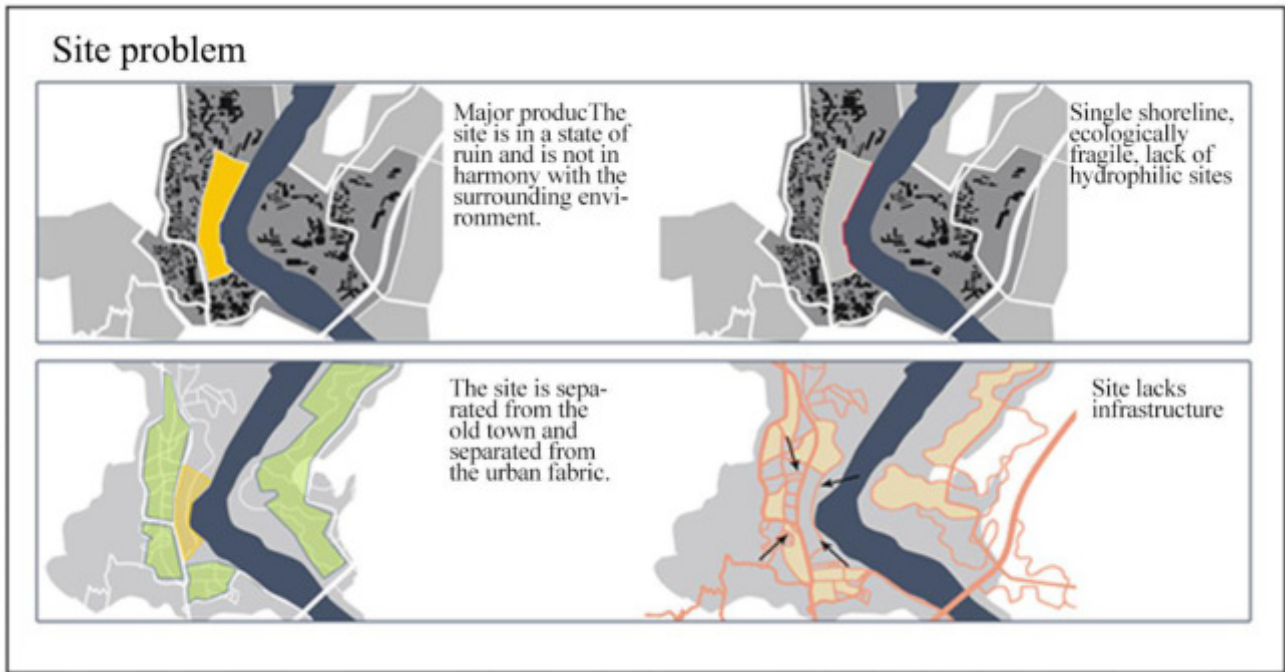 Site problem
Major producThe
site is in a state of
ruin and is not in
harmony with the
surrounding envi-
ronment.
Single shoreline,
ecologically
fragile, lack of
hydrophilic sites
The site is sepa-
rated from the
old town and
separated from
the urban fabric.
Site lacks
infrastructure